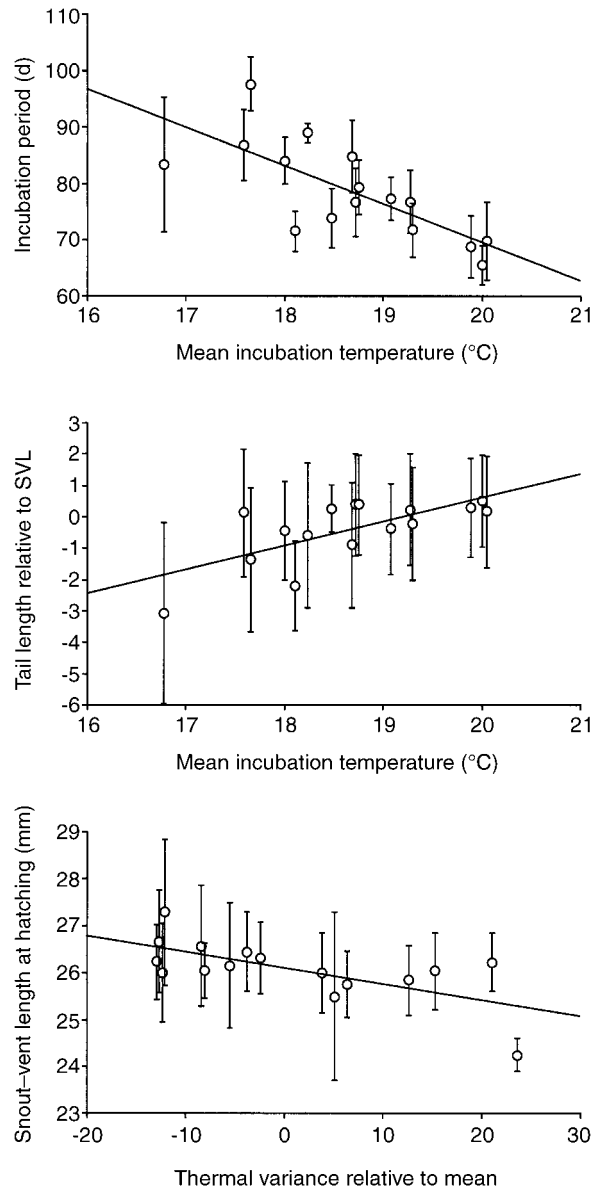 110
100
90
80
70
60
Incubation period (d)
16 17 18 19 20 21
Mean incubation temperature (°C)
3
2
1
0
-1
-2
-3
-4
-5
-6
Tail length relative to SVL
16 17 18 19 20 21
Mean incubation temperature (°C)
29
28
27
26
25
24
23
Snout–vent length at hatching (mm)
-20 -10 0 10 20 30
Thermal variance relative to mean